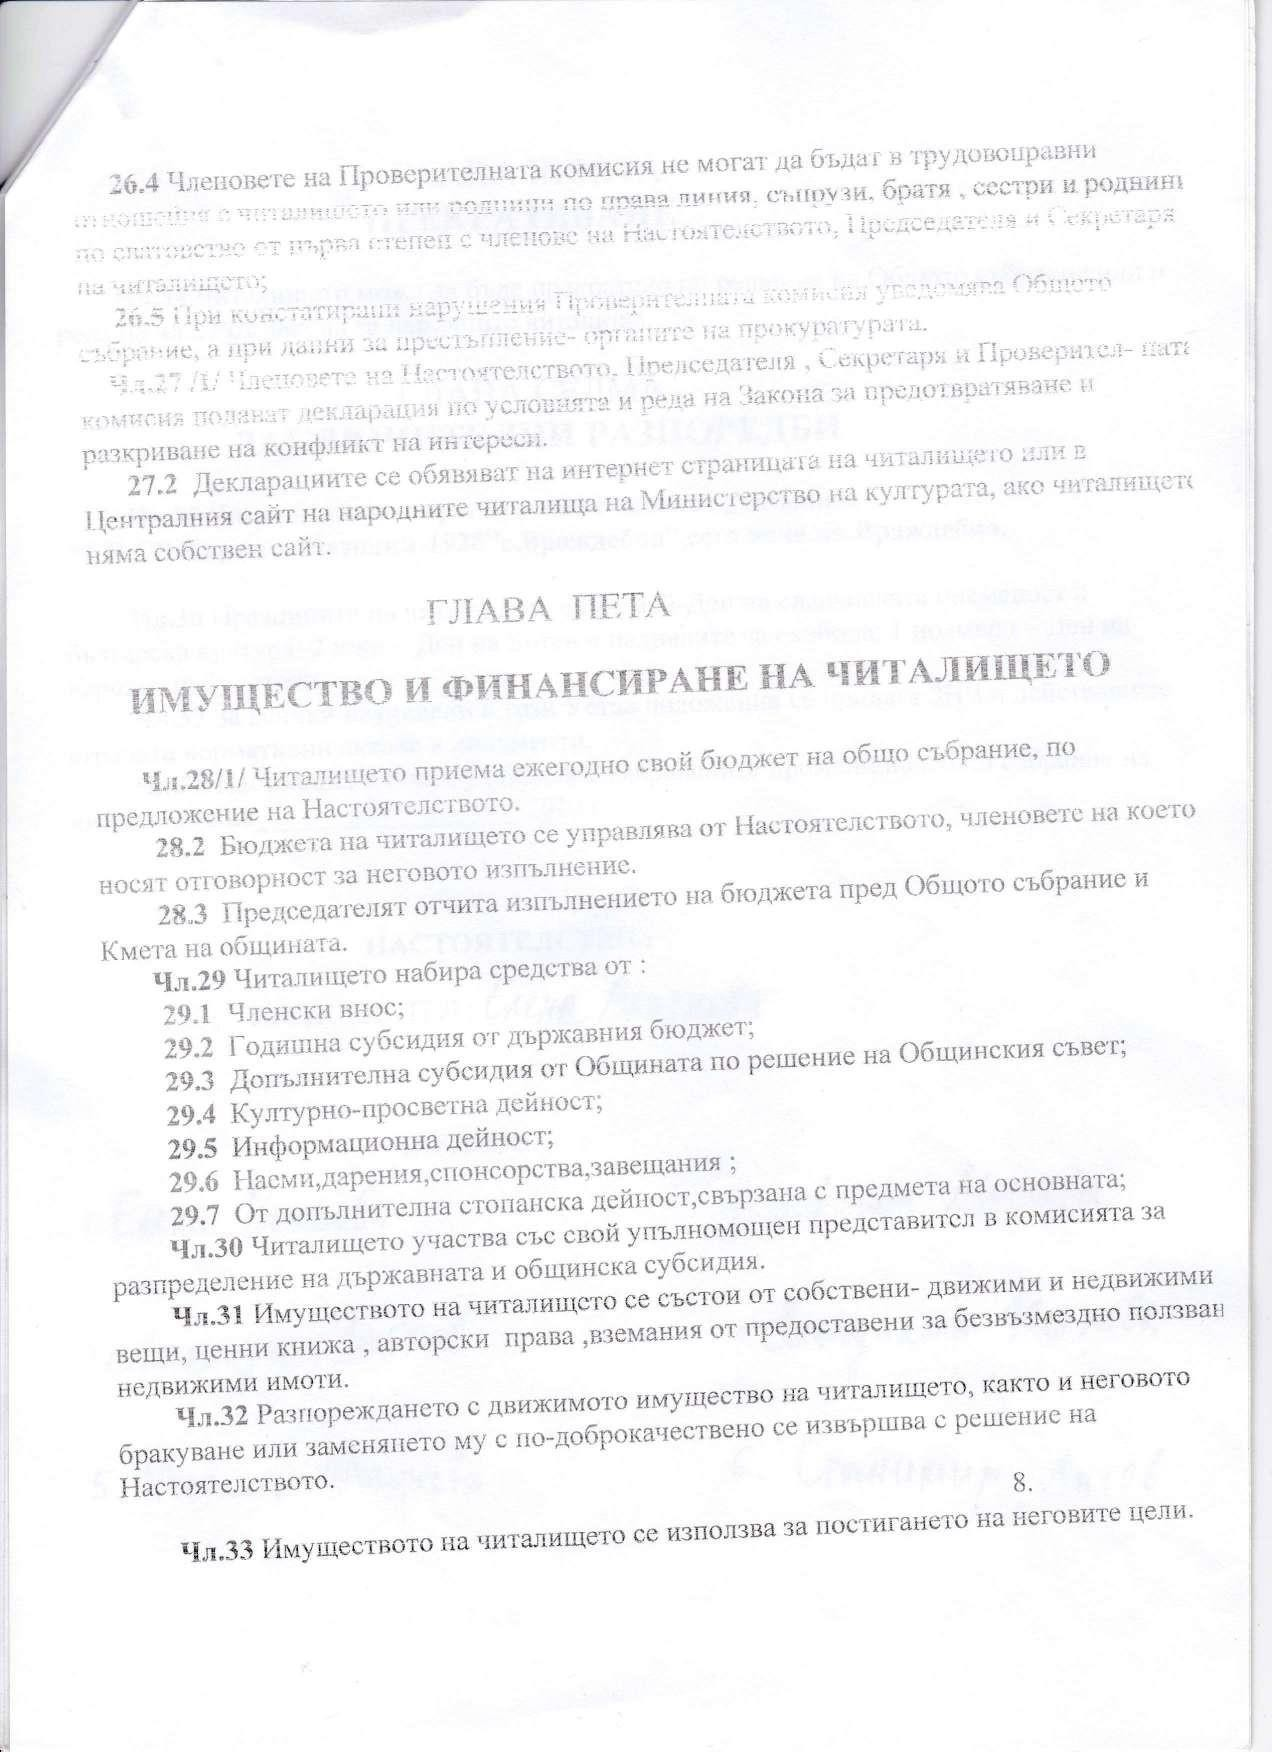 26.4 Членовете на Проверителната комисия не могат да бъдат в трудовоправни
отношения с читалището или роднини по права линия, съпрузи, братя , сестри и роднини
по сватовство от първа степен с членове на Настоятелството, Председателя и Секретаря
на читалището;
26.5 При констатирани нарушения Проверителната комисия уведомява Общото
събрание, а при данни за престъпление- органите на прокуратурата.
Чл.27 /1/ Членовете на Настоятелството, Председателя , Секретаря и Проверител- ната
комисия подават декларация по условията и реда на Закона за предотвратяване и
разкриване на конфликт на интереси.
27.2 Декларациите се обявяват на интернет страницата на читалището или в
Централния сайт на народните читалища на Министерство на културата, ако читалището
няма собствен сайт.
ГЛАВА ПЕТА
ИМУЩЕСТВО И ФИНАНСИРАНЕ НА ЧИТАЛИЩЕТО
Чл.28/1/ Читалището приема ежегодно свой бюджет на общо събрание, по
предложение на Настоятелството.
28.2 Бюджета на читалището се управлява от Настоятелството, членовете на което
носят отговорност за неговото изпълнение.
28.3 Председателят отчита изпълнението на бюджета пред Общото събрание и
Кмета на общината.
Чл.29 Читалището набира средства от :
29.1 Членски внос;
29.2 Годишна субсидия от държавния бюджет;
29.3 Допълнителна субсидия от Общината по решение на Общинския съвет;
29.4 Културно-просветна дейност;
29.5 Информационна дейност;
29.6 Наеми,дарения,спонсорства,завещания ;
29.7 От допълнителна стопанска дейност,свързана с предмета на основната;
Чл.30 Читалището участва със свой упълномощен представител в комисията за
разпределение на държавната и общинска субсидия.
Чл.31 Имуществото на читалището се състои от собствени- движими и недвижими
вещи, ценни книжа , авторски права ,вземания от предоставени за безвъзмездно ползван
недвижими имоти.
Чл.32 Разпореждането с движимото имущество на читалището, както и неговото
бракуване или заменянето му с по-доброкачествено се извършва с решение на
Настоятелството.
8.
Чл.33 Имуществото на читалището се използва за постигането на неговите цели.